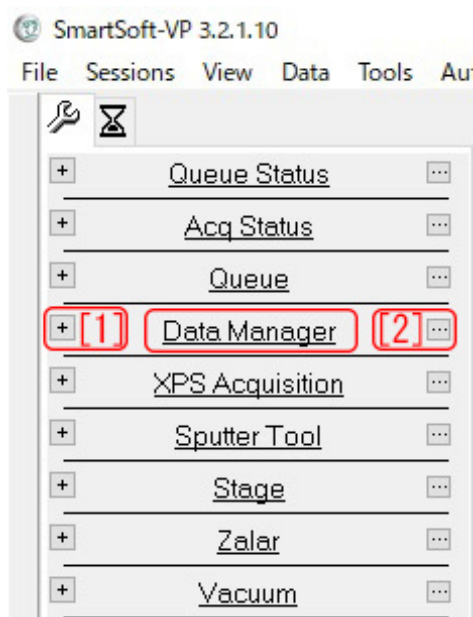 SmartSoft-VP 3.2.1.10
File Sessions View Data Tools Au
+ Queue Status ...
+ Acq Status ...
+ Queue ...
+ [1] Data Manager [2] ...
+ XPS Acquisition ...
+ Sputter Tool ...
+ Stage ...
+ Zalar ...
+ Vacuum ...